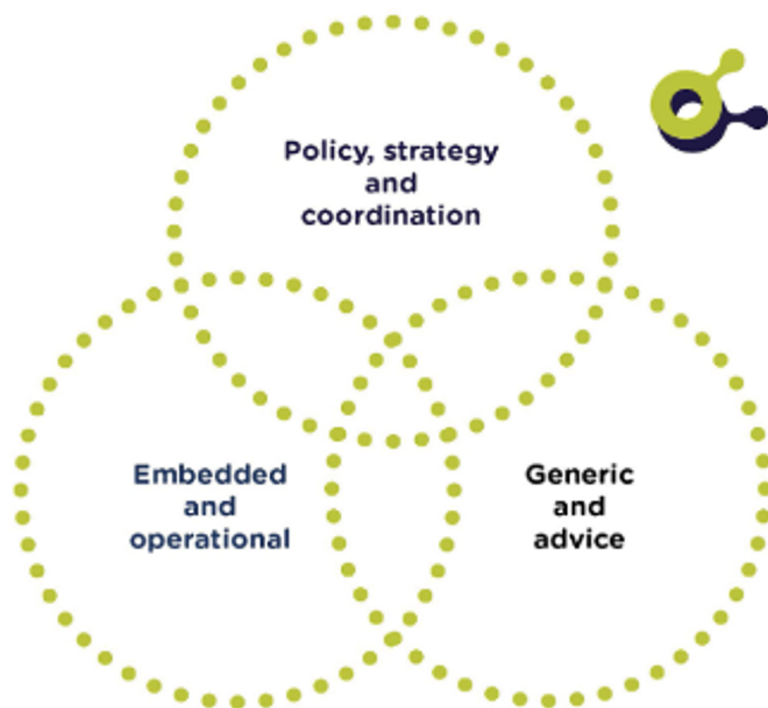 Policy, strategy
and
coordination
Embedded
and
operational
Generic
and
advice